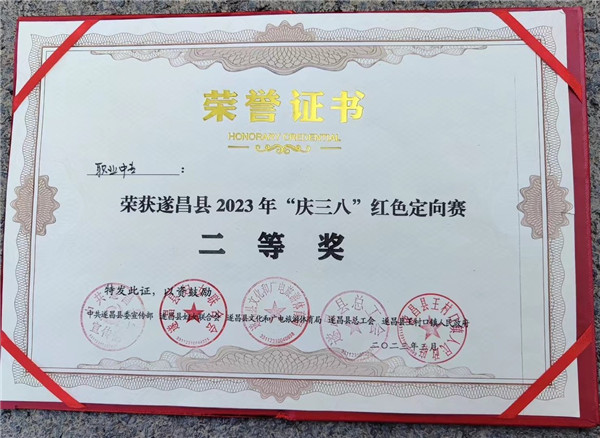 荣誉证书
HONORARY CREDENTIAL
职业中专:
荣获遂昌县2023年“庆三八”红色定向赛
二等奖
特发此证，以资鼓励。
中共遂昌县委宣传部 遂昌县妇女联合会 遂昌县文化和广电旅游体育局 遂昌县总工会 遂昌县王村口镇人民政府
二〇二三年三月